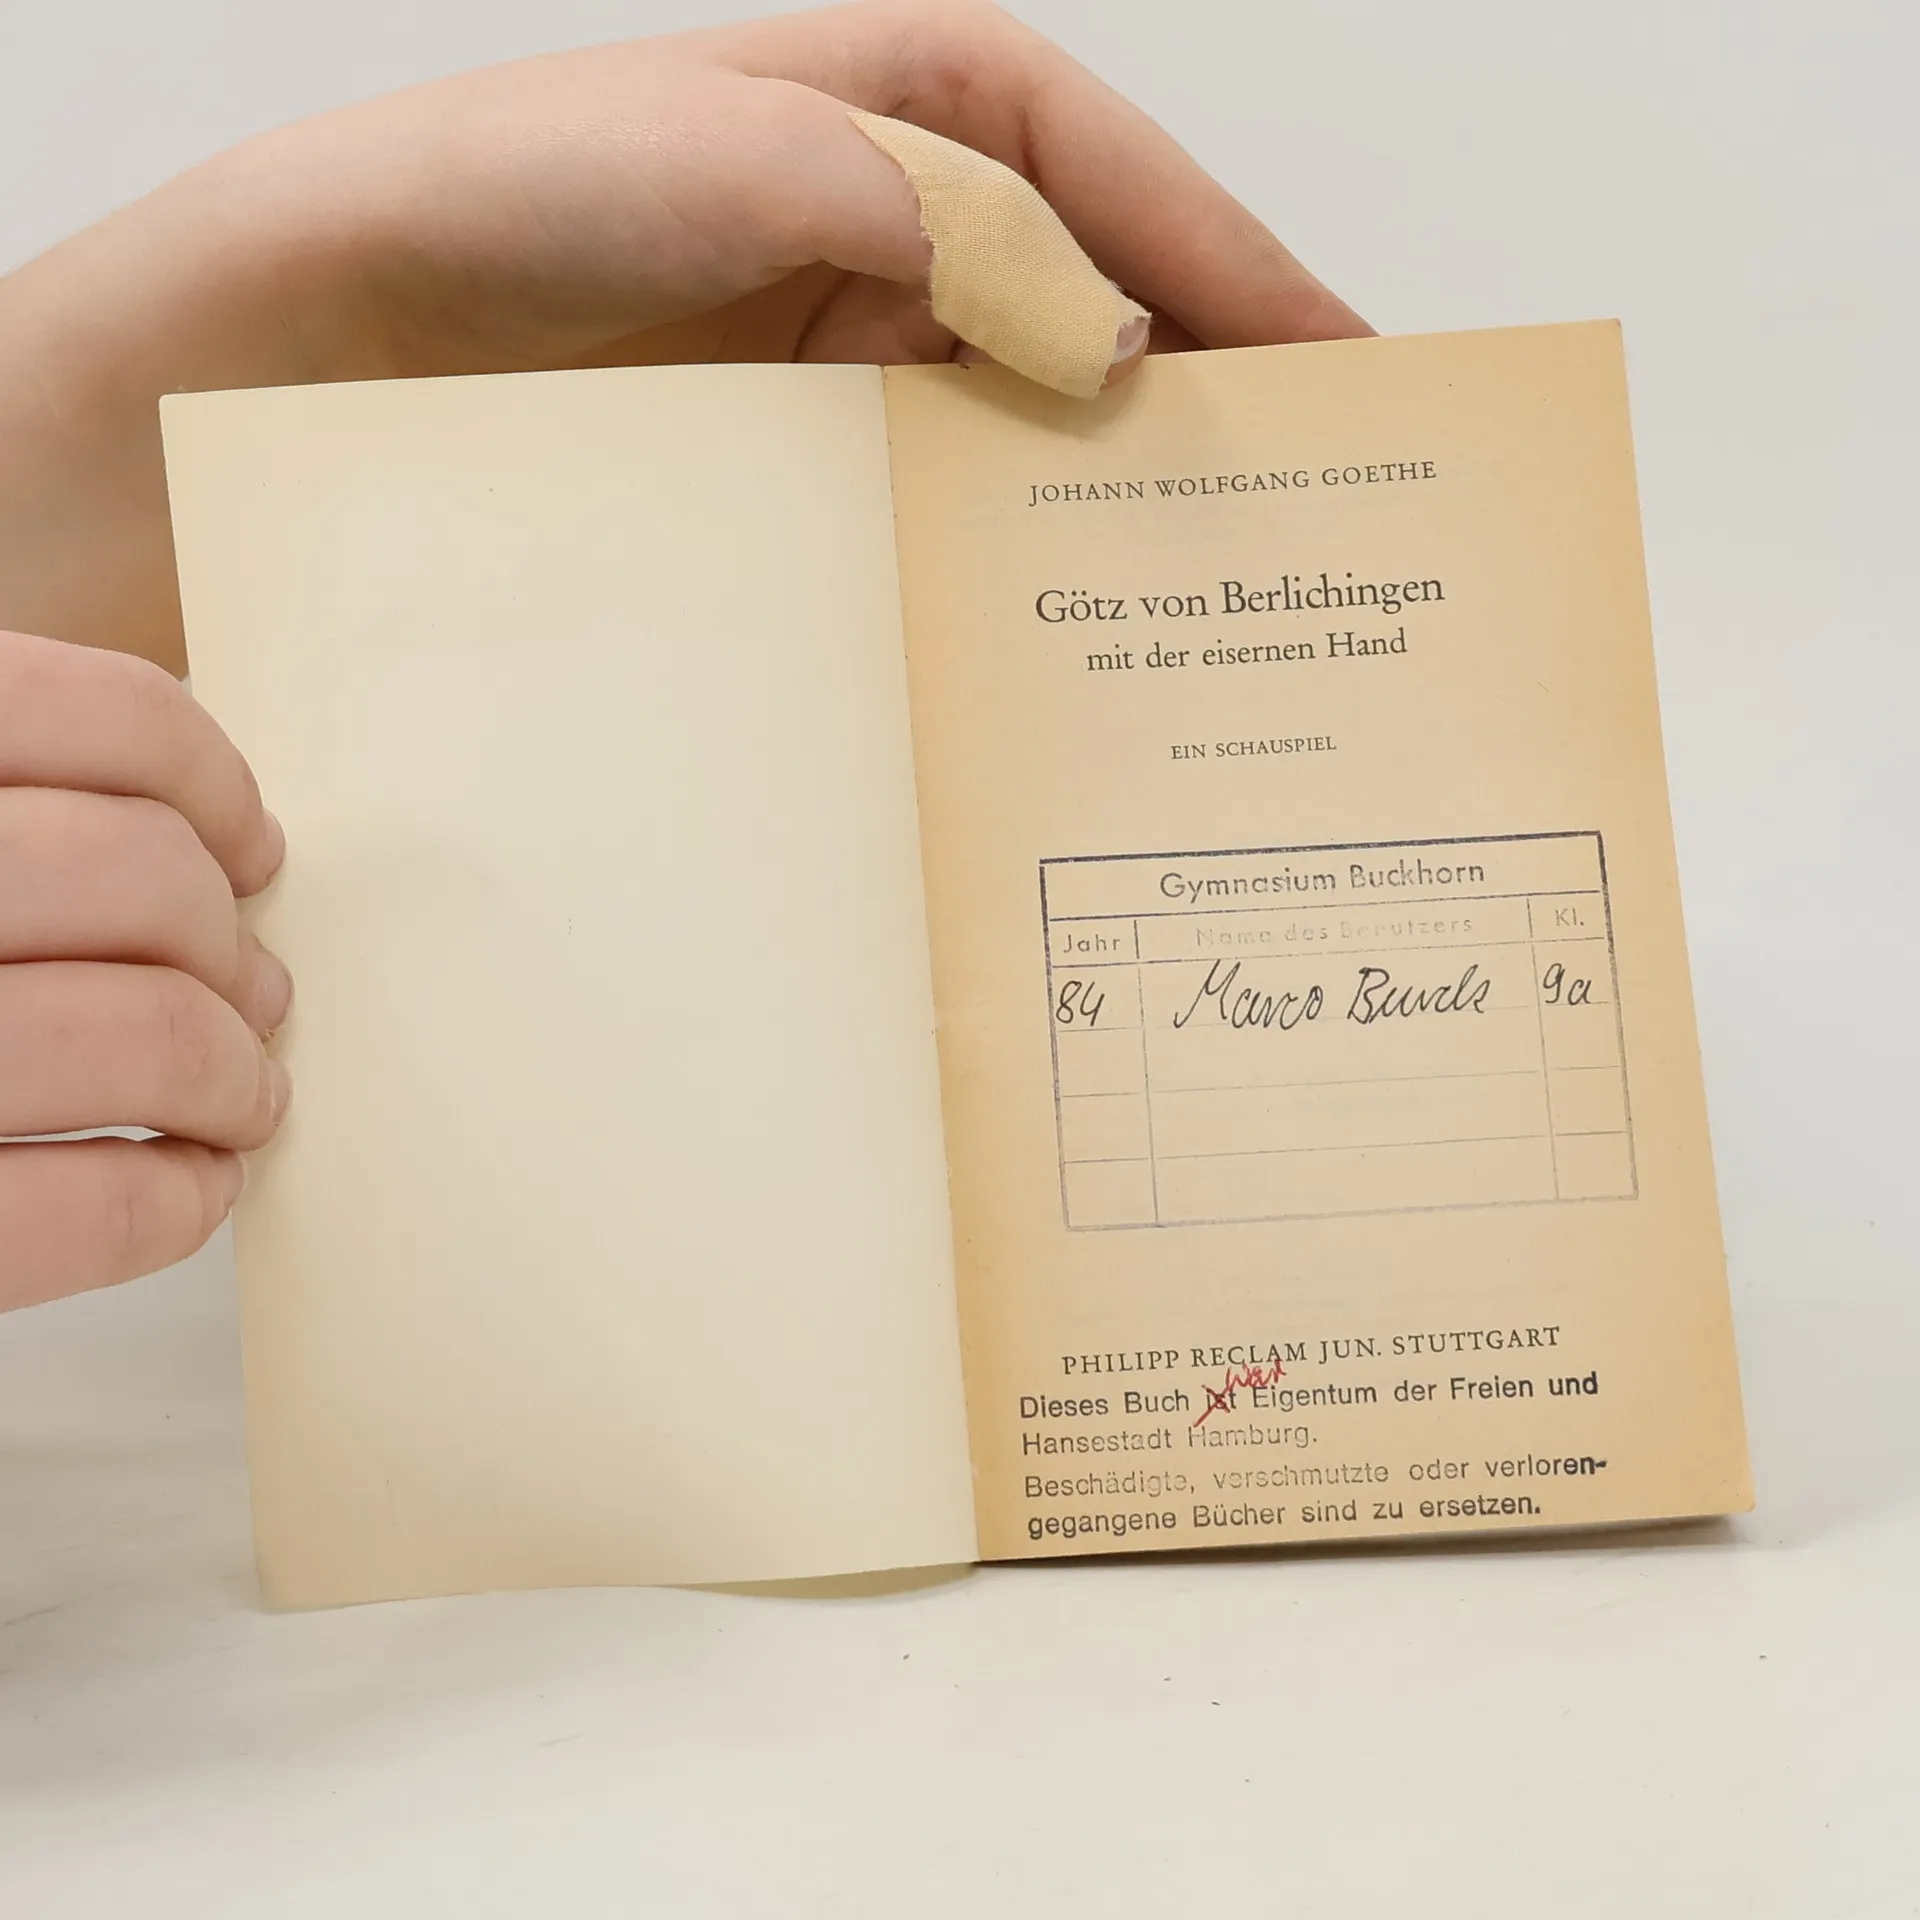 JOHANN WOLFGANG GOETHE
Götz von Berlichingen
mit der eisernen Hand
EIN SCHAUSPIEL
Gymnasium Buckhorn
Jahr Name des Benutzers Kl.
84 Marco 9a
PHILIPP RECLAM JUN. STUTTGART
war
Dieses Buch ist Eigentum der Freien und
Hansestadt Hamburg.
Beschädigte, verschmutzte oder verloren-
gegangene Bücher sind zu ersetzen.